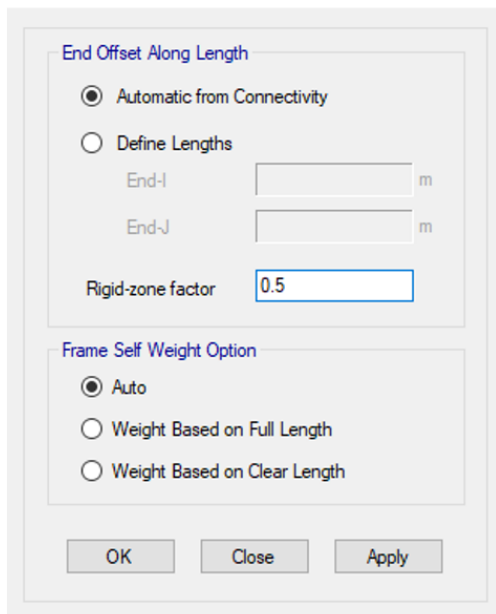 End Offset Along Length
Automatic from Connectivity
Define Lengths
End-I m
End-J m
Rigid-zone factor 0.5
Frame Self Weight Option
Auto
Weight Based on Full Length
Weight Based on Clear Length
OK Close Apply